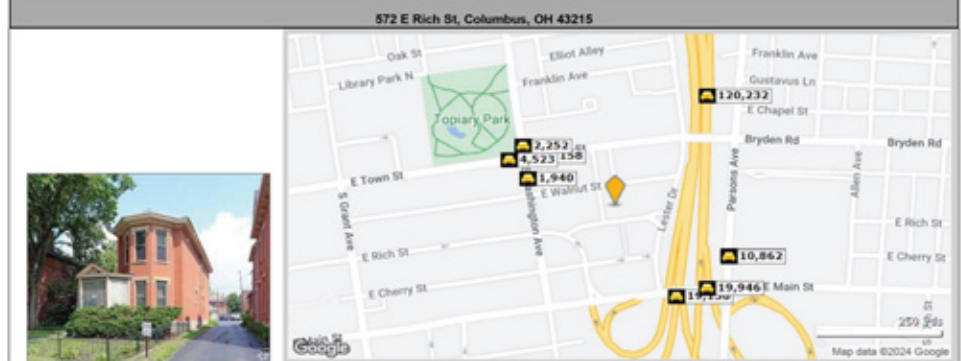 572 E Rich St, Columbus, OH 43215
Oak St
Elliot Alley
Franklin Ave
Library Park N
Franklin Ave
Gustavus Ln
120,232
E Chapel St
Topiary Park
Bryden Rd
Bryden Rd
2,252
4,523
158
E Town St
1,940
E Walnut St
S Grant Ave
Washington Ave
Lester Dr
Parsons Ave
Allen Ave
E Rich St
E Rich St
10,862
E Cherry St
E Cherry St
19,946
E Main St
Main St
250 Yds
Google
Map data ©2024 Google